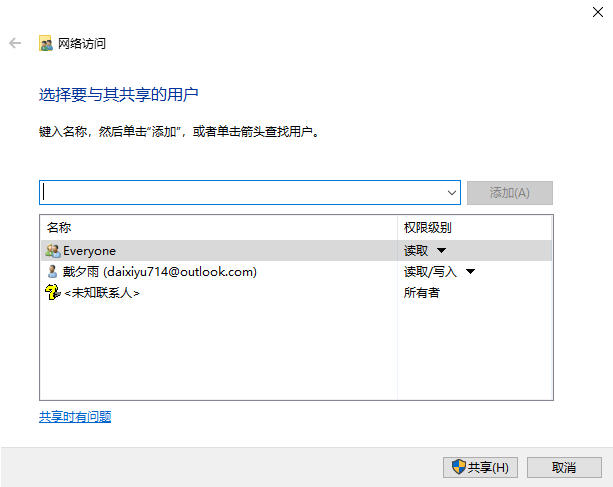 网络访问
选择要与其共享的用户
键入名称，然后单击"添加"，或者单击箭头查找用户。
添加(A)
名称 权限级别
Everyone 读取
戴夕雨 (daixiyu714@outlook.com) 读取/写入
<未知联系人> 所有者
共享时有问题
共享(H) 取消